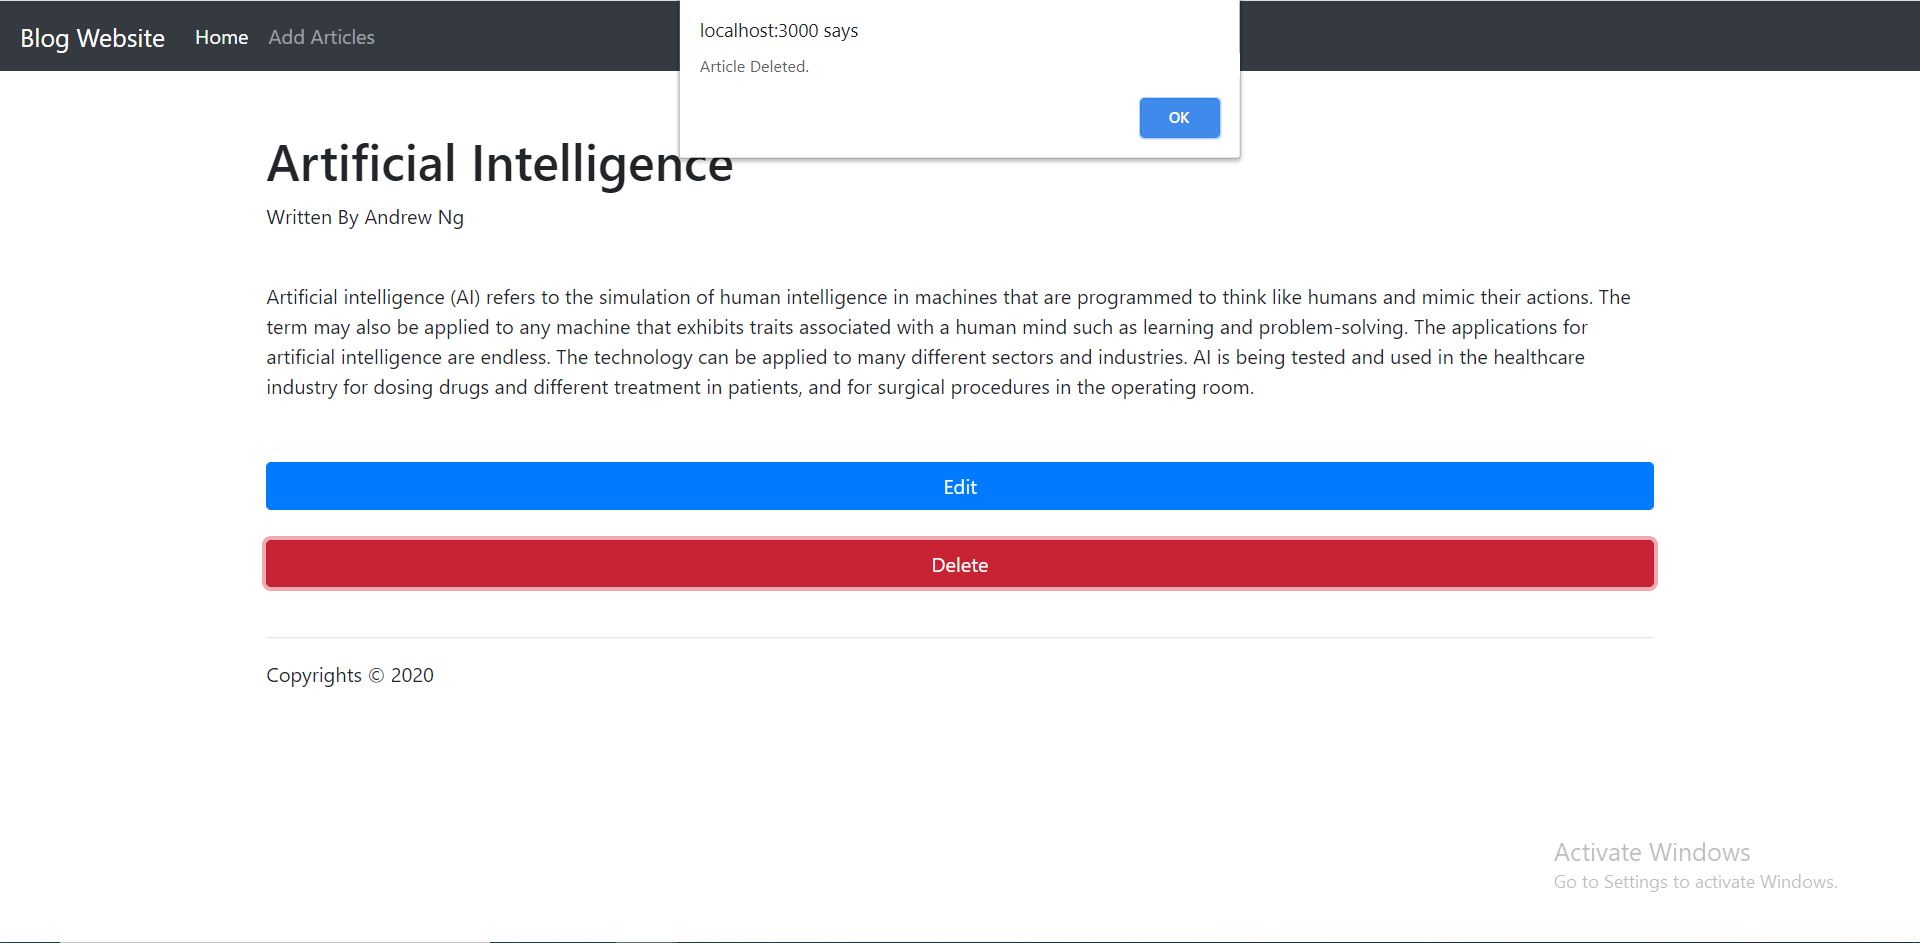 Blog Website Home Add Articles
localhost:3000 says
Article Deleted.
OK
Artificial Intelligence
Written By Andrew Ng
Artificial intelligence (AI) refers to the simulation of human intelligence in machines that are programmed to think like humans and mimic their actions. The
term may also be applied to any machine that exhibits traits associated with a human mind such as learning and problem-solving. The applications for
artificial intelligence are endless. The technology can be applied to many different sectors and industries. AI is being tested and used in the healthcare
industry for dosing drugs and different treatment in patients, and for surgical procedures in the operating room.
Edit
Delete
Copyrights © 2020
Activate Windows
Go to Settings to activate Windows.